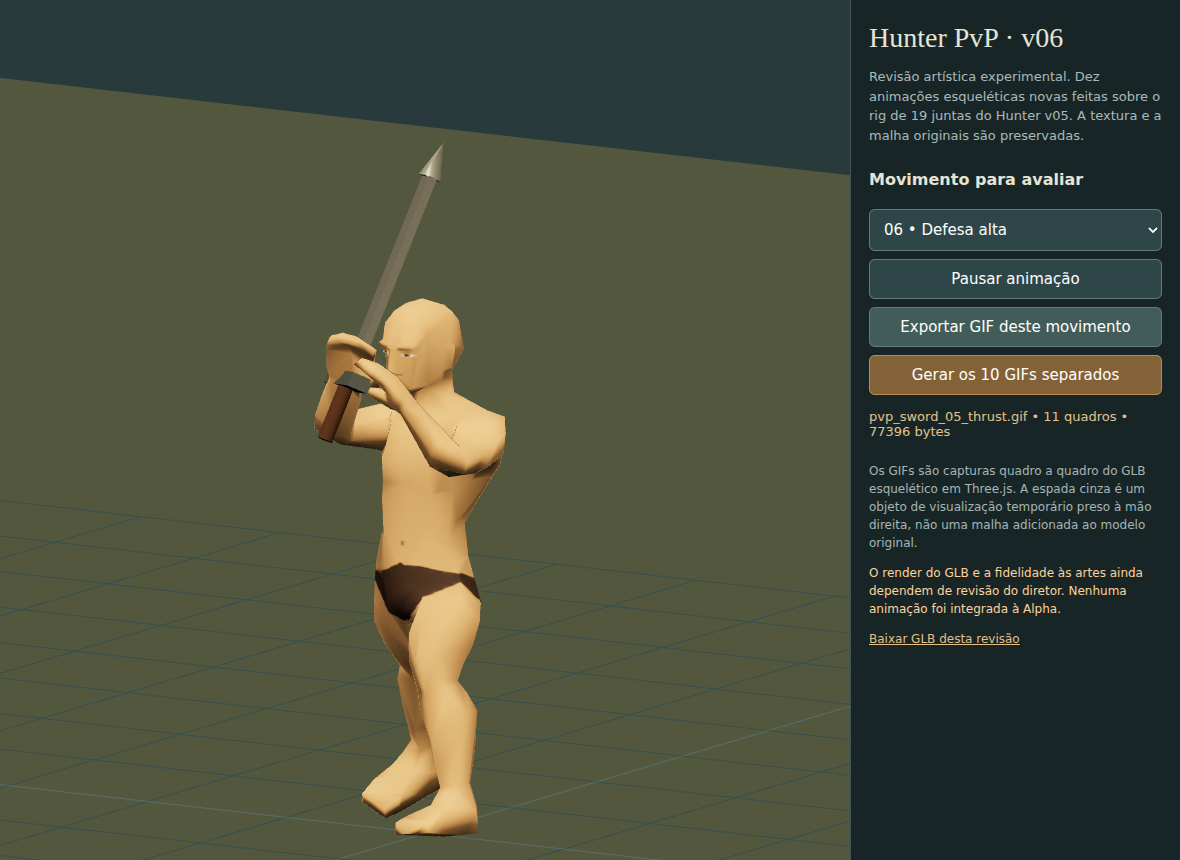 Hunter PvP · v06
Revisão artística experimental. Dez
animações esqueléticas novas feitas sobre o
rig de 19 juntas do Hunter v05. A textura e a
malha originais são preservadas.
Movimento para avaliar
06 • Defesa alta
Pausar animação
Exportar GIF deste movimento
Gerar os 10 GIFs separados
pvp_sword_05_thrust.gif • 11 quadros •
77396 bytes
Os GIFs são capturas quadro a quadro do GLB
esquelético em Three.js. A espada cinza é um
objeto de visualização temporário preso à mão
direita, não uma malha adicionada ao modelo
original.
O render do GLB e a fidelidade às artes ainda
dependem de revisão do diretor. Nenhuma
animação foi integrada à Alpha.
Baixar GLB desta revisão